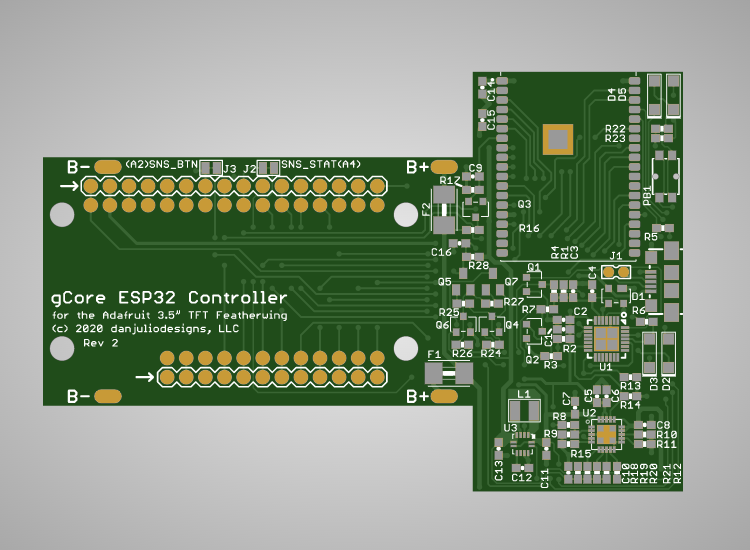 B-
(A2)SNS_BTN
J3
J2
SNS_STAT(A4)
B+
C14
C15
D4
D5
R22
R23
C9
R17
F2
Q3
R16
PB1
R5
C16
R28
R4
R1
C3
J1
Q5
Q7
Q1
C4
D1
gCore ESP32 Controller
for the Adafruit 3.5" TFT Featherwing
(c) 2020 danjuliodesigns, LLC
Rev 2
R25
R27
R7
C2
R6
Q6
Q4
C1
R2
F1
R26
R24
Q2
R3
U1
D3
D2
B-
B+
L1
C7
C5
C6
R13
R14
U3
R8
U2
R9
C8
R10
R11
R15
C13
C12
C11
C10
R18
R19
R20
R21
R12